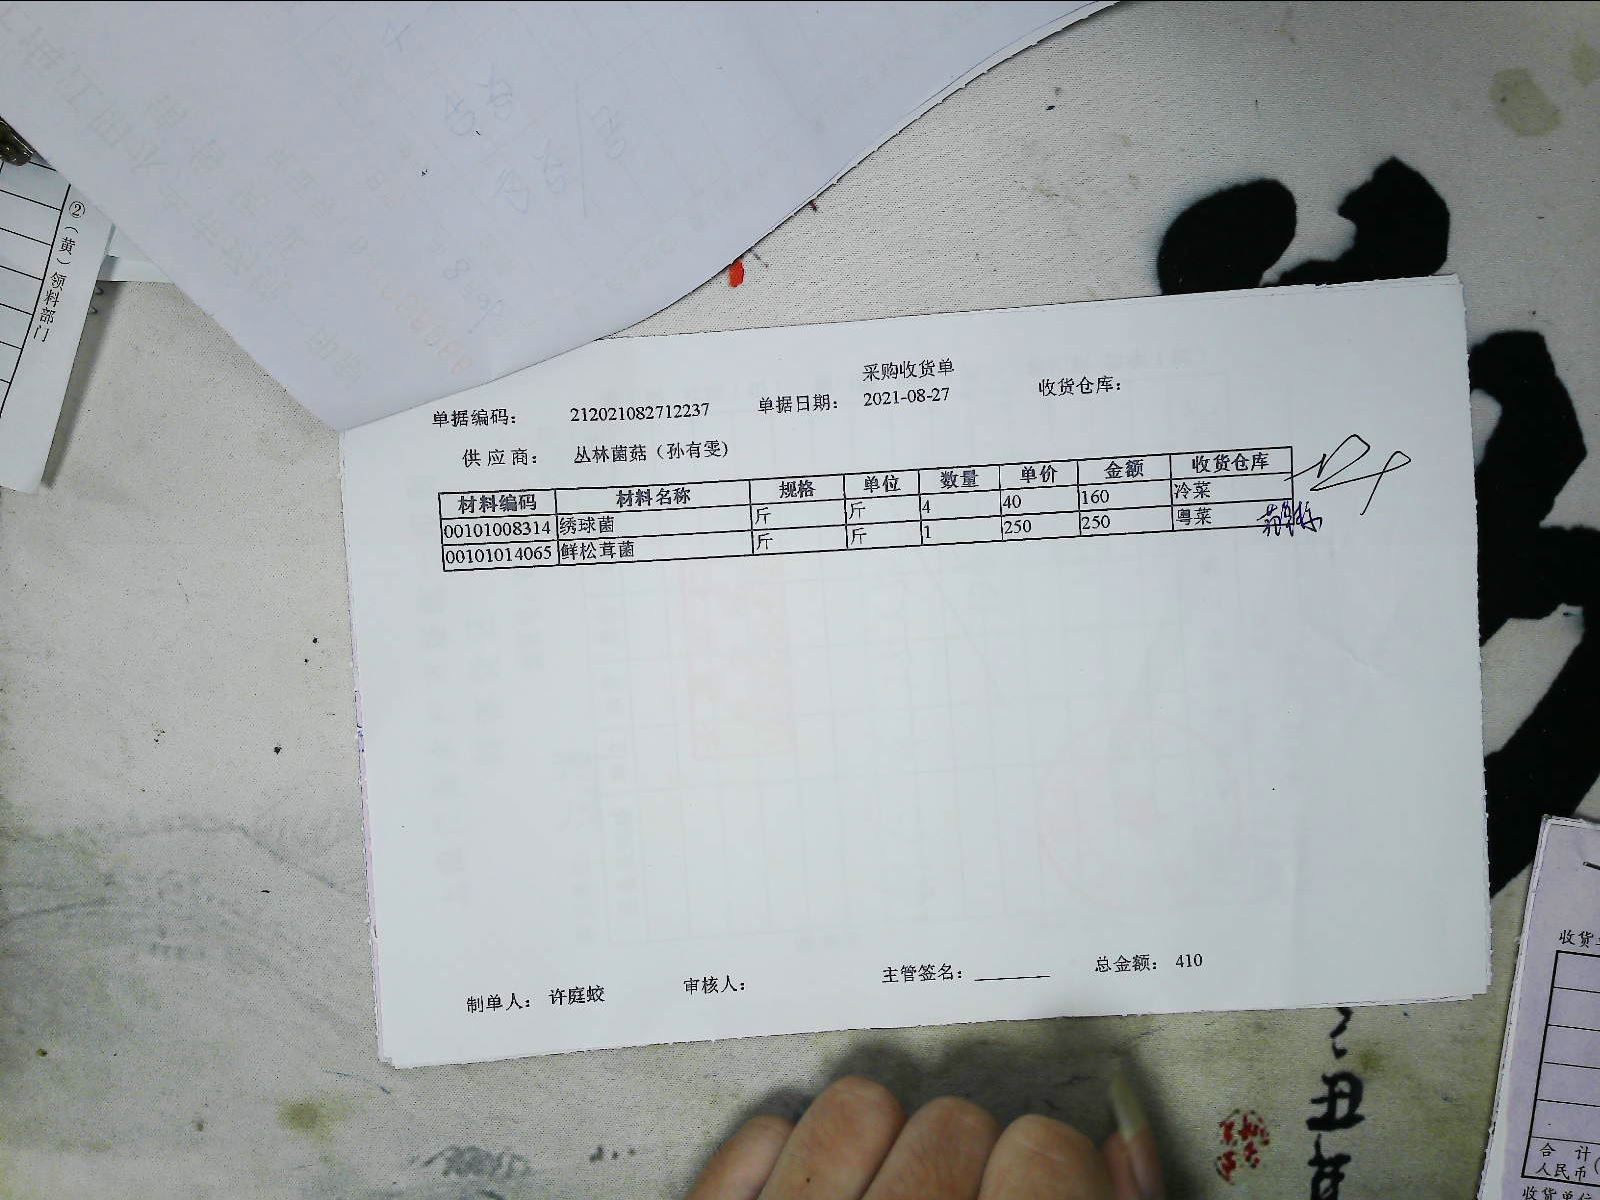 ②（黄）领料部门
采购收货单
单据编码： 212021082712237 单据日期： 2021-08-27 收货仓库：
供应商： 丛林菌菇（孙有雯)
材料编码 材料名称 规格 单位 数量 单价 金额 收货仓库
00101008314 绣球菌 斤 斤 4 40 160 冷菜
00101014065 鲜松茸菌 斤 斤 1 250 250 粤菜
制单人： 许庭蛟 审核人： 主管签名： 总金额： 410
丑
收货
合 计
人民币(
收货单位